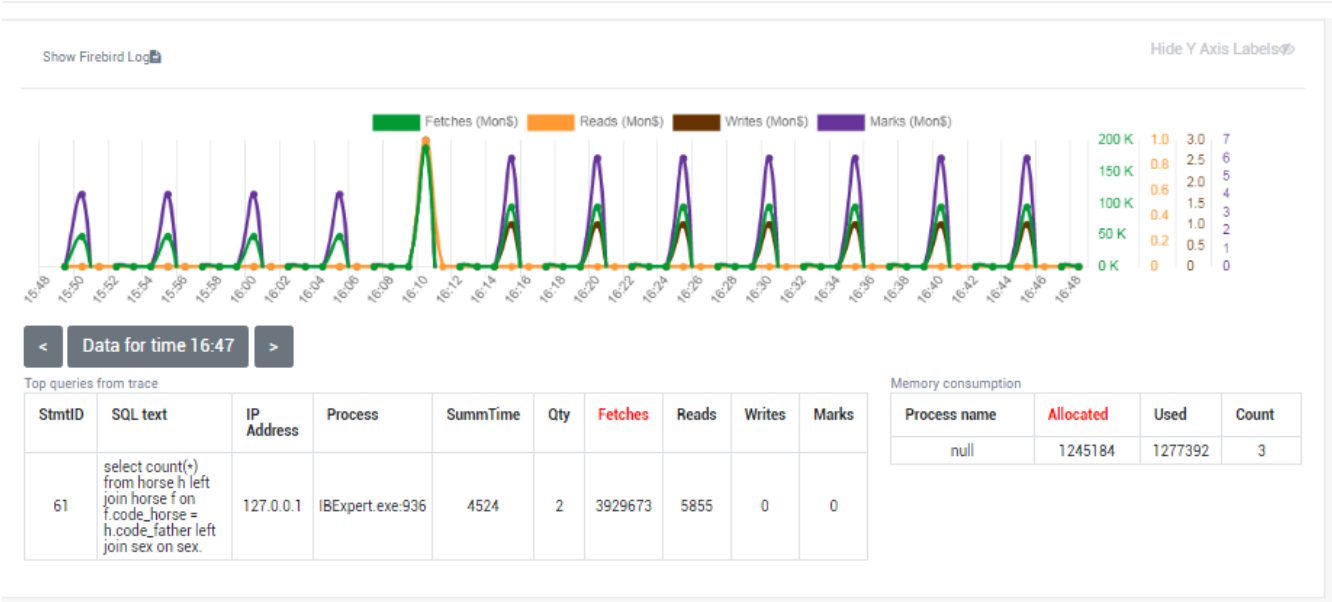 Show Firebird Log
Hide Y Axis Labels
Fetches (Mon$) Reads (Mon$) Writes (Mon$) Marks (Mon$)
200 K 1.0 3.0 7
150 K 0.8 2.5 6
100 K 0.6 2.0 5
50 K 0.4 1.5 4
0 K 0.2 1.0 3
0 0.5 2
0 1
0
15:48 15:50 15:52 15:54 15:56 15:58 16:00 16:02 16:04 16:06 16:08 16:10 16:12 16:14 16:16 16:18 16:20 16:22 16:24 16:26 16:28 16:30 16:32 16:34 16:36 16:38 16:40 16:42 16:44 16:46 16:48
< Data for time 16:47 >
Top queries from trace
StmtID SQL text IP Address Process SummTime Qty Fetches Reads Writes Marks
61
select count(*)
from horse h left
join horse f on
f.code_horse =
h.code_father left
join sex on sex.
127.0.0.1 IBExpert.exe:936 4524 2 3929673 5855 0 0
Memory consumption
Process name Allocated Used Count
null 1245184 1277392 3